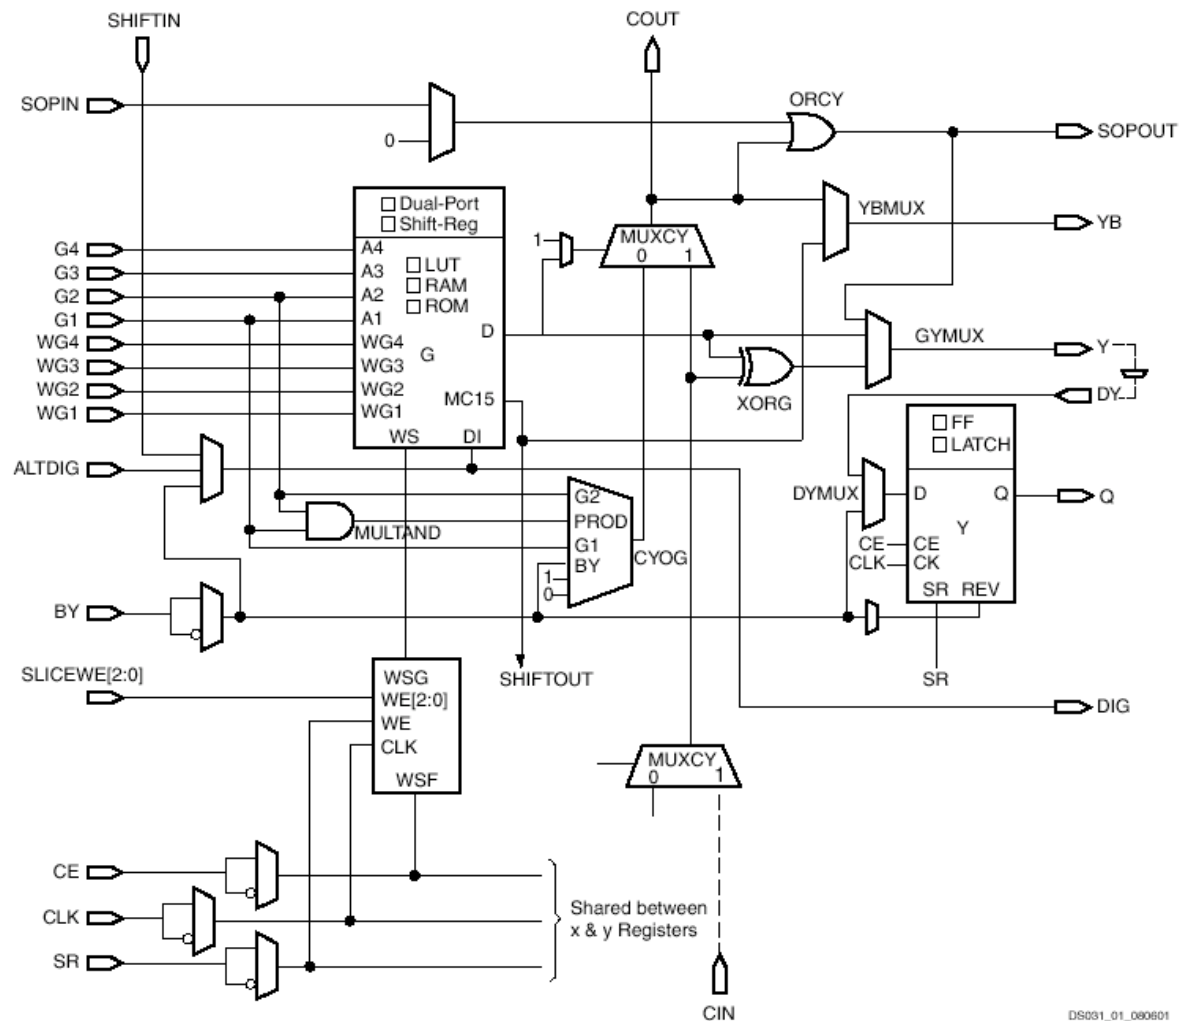 SHIFTIN
COUT
SOPIN
ORCY
0
SOPOUT
Dual-Port
Shift-Reg
YBMUX
YB
1
MUXCY
0 1
G4
A4
G3
A3
LUT
G2
A2
RAM
G1
A1
ROM
D
GYMUX
Y
WG4
WG4
G
WG3
WG3
WG2
WG2
MC15
XORG
DY
WG1
WG1
WS
DI
FF
LATCH
ALTDIG
G2
DYMUX
D
Q
Q
PROD
MULTAND
Y
G1
CE
CE
CYOG
BY
CLK
CK
1
0
SR REV
BY
SLICEWE[2:0]
WSG
SHIFTOUT
SR
WE[2:0]
DIG
WE
CLK
MUXCY
0 1
WSF
CE
CLK
Shared between
x & y Registers
SR
CIN
DS031_01_080601